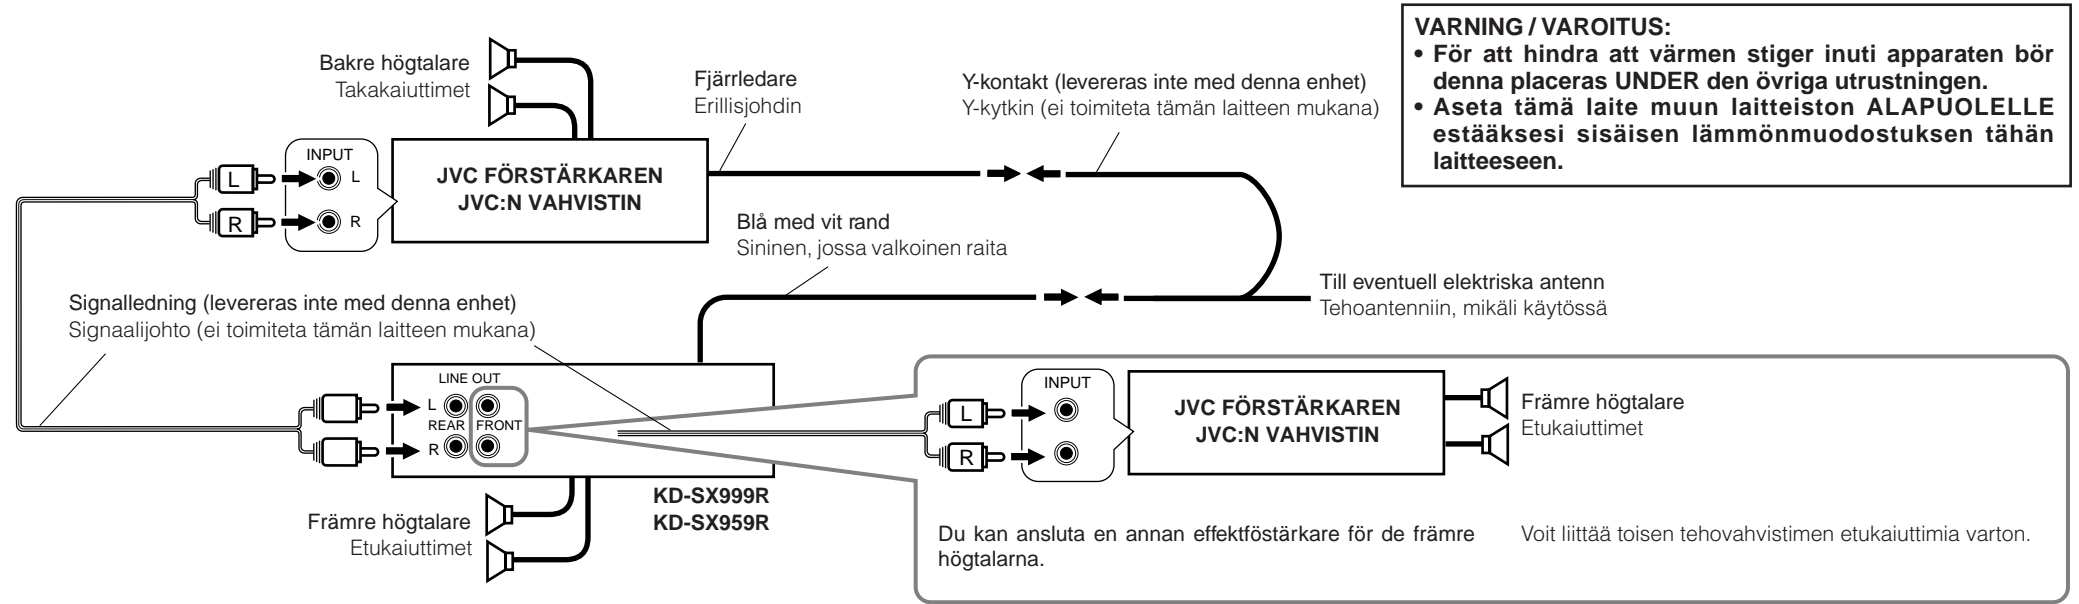 VARNING / VAROITUS:
• För att hindra att värmen stiger inuti apparaten bör
denna placeras UNDER den övriga utrustningen.
• Aseta tämä laite muun laitteiston ALAPUOLELLE
estääksesi sisäisen lämmönmuodostuksen tähän
laitteeseen.
Bakre högtalare
Takakaiuttimet
Fjärrledare
Erillisjohdin
Y-kontakt (levereras inte med denna enhet)
Y-kytkin (ei toimiteta tämän laitteen mukana)
INPUT
L
L
R
R
JVC FÖRSTÄRKAREN
JVC:N VAHVISTIN
Blå med vit rand
Sininen, jossa valkoinen raita
Till eventuell elektriska antenn
Tehoantenniin, mikäli käytössä
Signalledning (levereras inte med denna enhet)
Signaalijohto (ei toimiteta tämän laitteen mukana)
LINE OUT
L
REAR
FRONT
R
KD-SX999R
KD-SX959R
Främre högtalare
Etukaiuttimet
INPUT
L
R
JVC FÖRSTÄRKAREN
JVC:N VAHVISTIN
Främre högtalare
Etukaiuttimet
Du kan ansluta en annan effektföstärkare för de främre
högtalarna.
Voit liittää toisen tehovahvistimen etukaiuttimia varton.